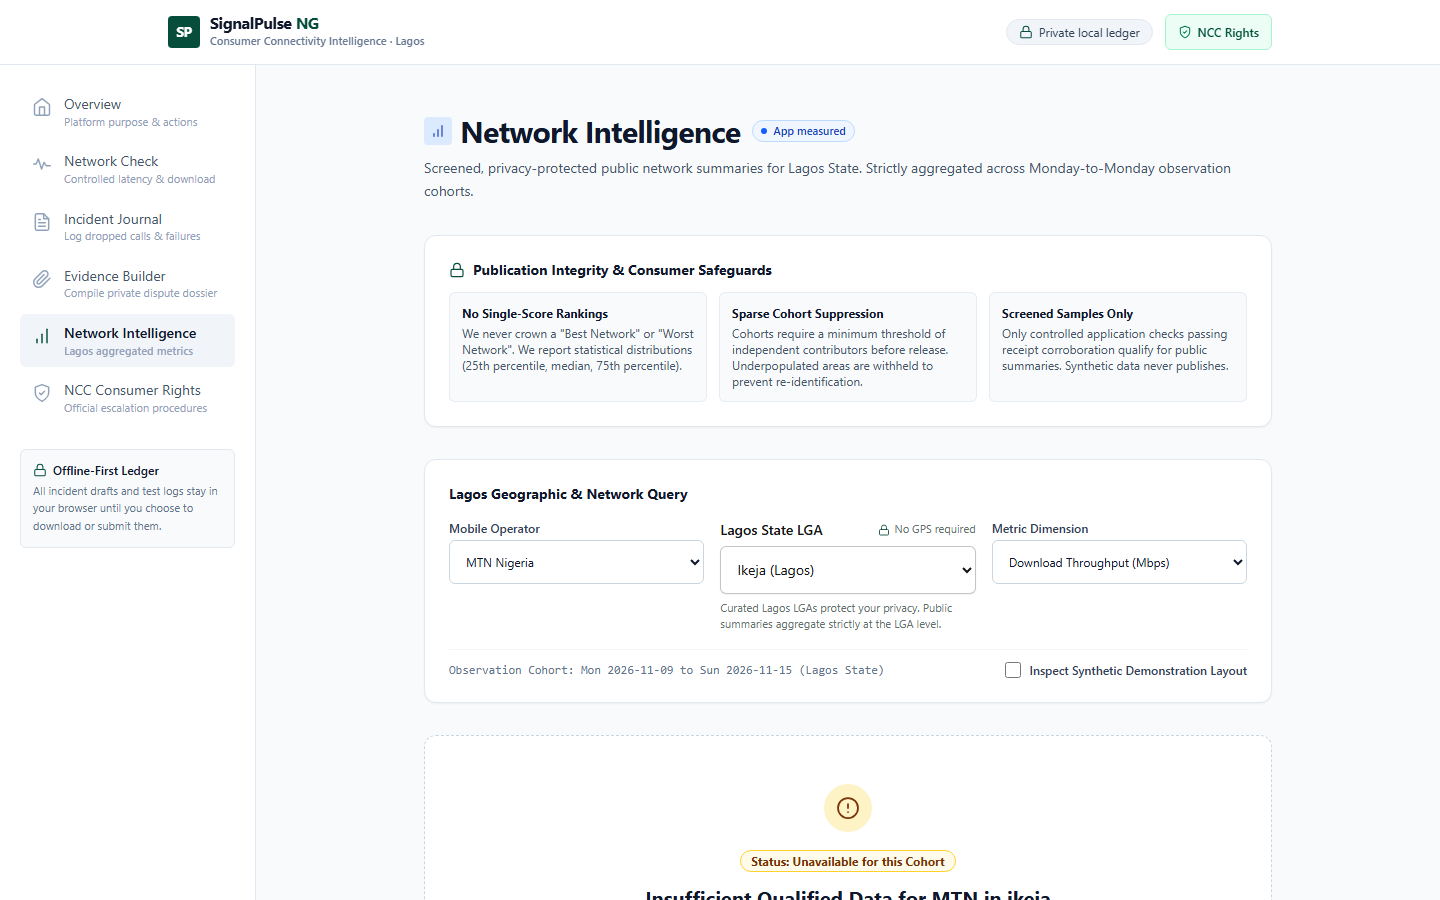 SP
SignalPulse NG
Consumer Connectivity Intelligence · Lagos
Private local ledger
NCC Rights
Overview
Platform purpose & actions
Network Check
Controlled latency & download
Incident Journal
Log dropped calls & failures
Evidence Builder
Compile private dispute dossier
Network Intelligence
Lagos aggregated metrics
NCC Consumer Rights
Official escalation procedures
Offline-First Ledger
All incident drafts and test logs stay in
your browser until you choose to
download or submit them.
Network Intelligence
App measured
Screened, privacy-protected public network summaries for Lagos State. Strictly aggregated across Monday-to-Monday observation
cohorts.
Publication Integrity & Consumer Safeguards
No Single-Score Rankings
We never crown a "Best Network" or "Worst
Network". We report statistical distributions
(25th percentile, median, 75th percentile).
Sparse Cohort Suppression
Cohorts require a minimum threshold of
independent contributors before release.
Underpopulated areas are withheld to
prevent re-identification.
Screened Samples Only
Only controlled application checks passing
receipt corroboration qualify for public
summaries. Synthetic data never publishes.
Lagos Geographic & Network Query
Mobile Operator
MTN Nigeria
Lagos State LGA
No GPS required
Ikeja (Lagos)
Curated Lagos LGAs protect your privacy. Public
summaries aggregate strictly at the LGA level.
Metric Dimension
Download Throughput (Mbps)
Observation Cohort: Mon 2026-11-09 to Sun 2026-11-15 (Lagos State)
Inspect Synthetic Demonstration Layout
Status: Unavailable for this Cohort
Insufficient Qualified Data for MTN in ikeja